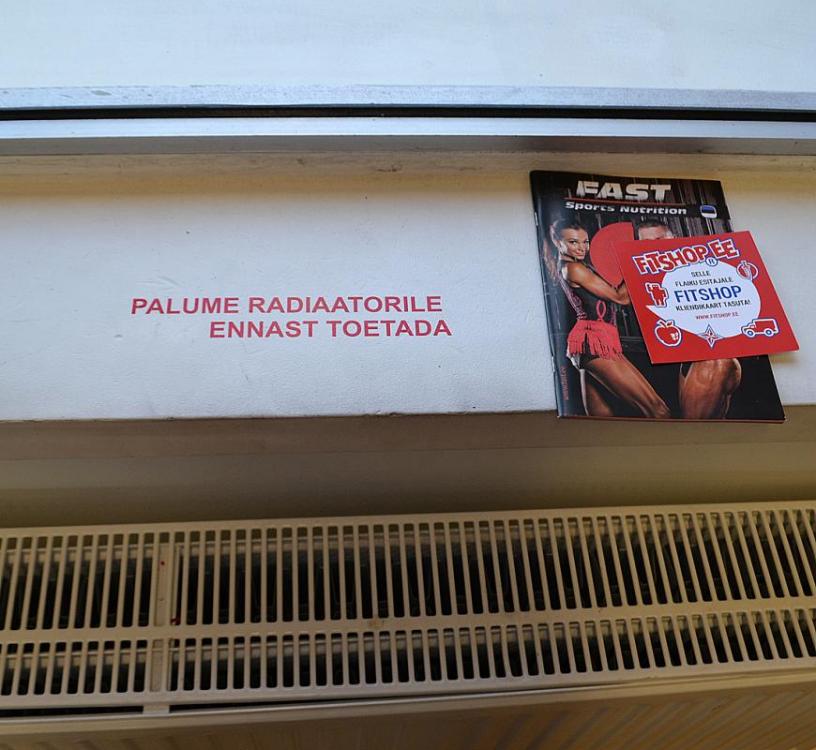 PALUME RADIAATORILE
ENNAST TOETADA
FAST
Sports Nutrition
FITSHOP.EE
SELLE
FLAIKU ESITAJALE
FITSHOP
KLIENDIKAART TASUTA!
WWW.FITSHOP.EE